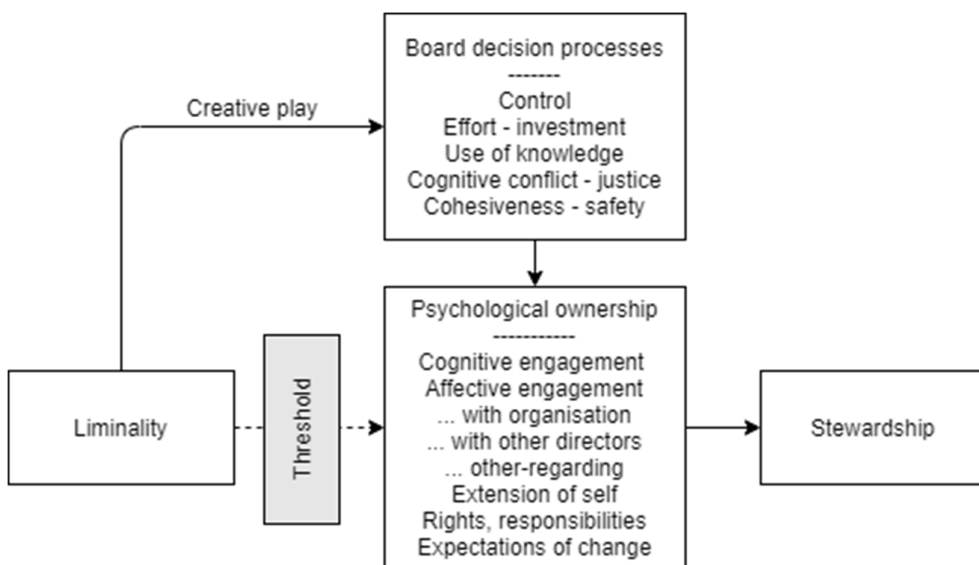 Board decision processes
-------
Control
Effort - investment
Use of knowledge
Cognitive conflict - justice
Cohesiveness - safety
Creative play
Psychological ownership
-----------
Cognitive engagement
Affective engagement
... with organisation
... with other directors
... other-regarding
Extension of self
Rights, responsibilities
Expectations of change
Liminality
Threshold
Stewardship